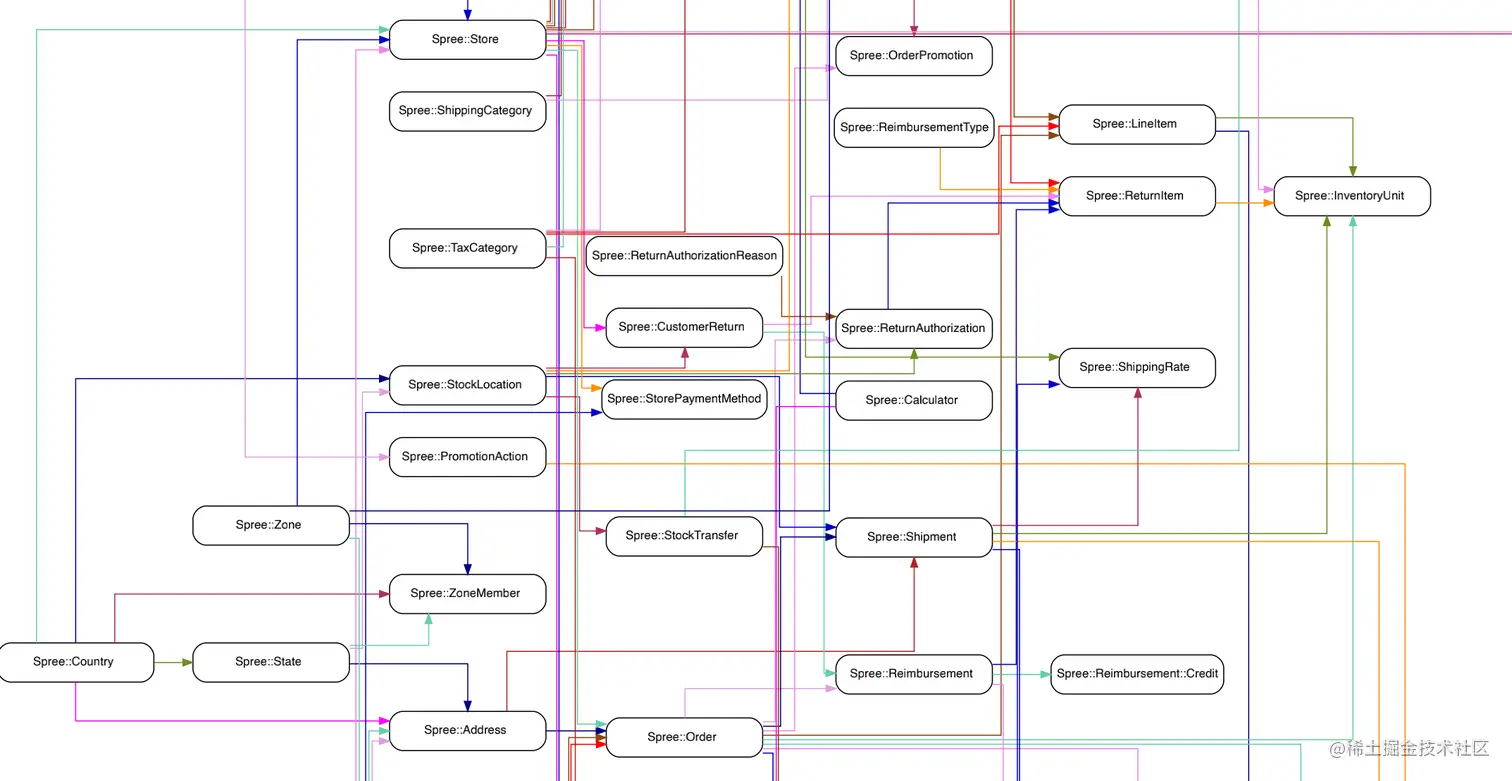 Spree::Store
Spree::OrderPromotion
Spree::ShippingCategory
Spree::ReimbursementType
Spree::LineItem
Spree::ReturnItem
Spree::InventoryUnit
Spree::TaxCategory
Spree::ReturnAuthorizationReason
Spree::CustomerReturn
Spree::ReturnAuthorization
Spree::ShippingRate
Spree::StockLocation
Spree::StorePaymentMethod
Spree::Calculator
Spree::PromotionAction
Spree::Zone
Spree::StockTransfer
Spree::Shipment
Spree::ZoneMember
Spree::Country
Spree::State
Spree::Reimbursement
Spree::Reimbursement::Credit
Spree::Address
Spree::Order
@稀土掘金技术社区